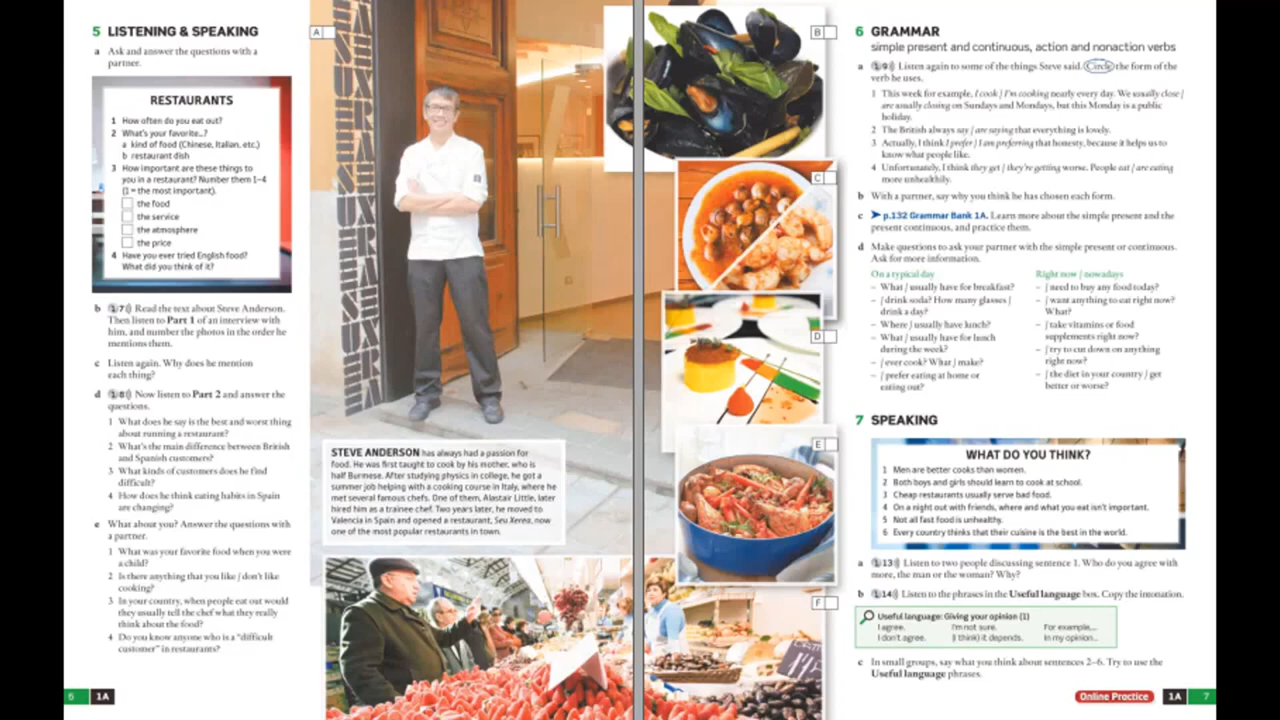 5 LISTENING & SPEAKING
a Ask and answer the questions with a
partner.
RESTAURANTS
1 How often do you eat out?
2 What's your favorite...?
a kind of food (Chinese, Italian, etc.)
b restaurant dish
3 How important are these things to
you in a restaurant? Number them 1–4
(1 = the most important).
the food
the service
the atmosphere
the price
4 Have you ever tried English food?
What did you think of it?
b 1 7)) Read the text about Steve Anderson.
Then listen to Part 1 of an interview with
him, and number the photos in the order he
mentions them.
c Listen again. Why does he mention
each thing?
d 1 8)) Now listen to Part 2 and answer the
questions.
1 What does he say is the best and worst thing
about running a restaurant?
2 What's the main difference between British
and Spanish customers?
3 What kinds of customers does he find
difficult?
4 How does he think eating habits in Spain
are changing?
e What about you? Answer the questions with
a partner.
1 What was your favorite food when you were
a child?
2 Is there anything that you like / don't like
cooking?
3 In your country, when people eat out would
they usually tell the chef what they really
think about the food?
4 Do you know anyone who is a "difficult
customer" in restaurants?
6 1A
A
STEVE ANDERSON has always had a passion for
food. He was first taught to cook by his mother, who is
half Burmese. After studying physics in college, he got a
summer job helping with a cooking course in Italy, where he
met several famous chefs. One of them, Alastair Little, later
hired him as a trainee chef. Two years later, he moved to
Valencia in Spain and opened a restaurant, Seu Xerea, now
one of the most popular restaurants in town.
B
C
D
E
F
6 GRAMMAR
simple present and continuous, action and nonaction verbs
a 1 9)) Listen again to some of the things Steve said. Circle the form of the
verb he uses.
1 This week for example, I cook / I'm cooking nearly every day. We usually close /
are usually closing on Sundays and Mondays, but this Monday is a public
holiday.
2 The British always say / are saying that everything is lovely.
3 Actually, I think I prefer / I am preferring that honesty, because it helps us to
know what people like.
4 Unfortunately, I think they get / they're getting worse. People eat / are eating
more unhealthily.
b With a partner, say why you think he has chosen each form.
c ➤ p.132 Grammar Bank 1A. Learn more about the simple present and the
present continuous, and practice them.
d Make questions to ask your partner with the simple present or continuous.
Ask for more information.
On a typical day
– What / usually have for breakfast?
– / drink soda? How many glasses /
drink a day?
– Where / usually have lunch?
– What / usually have for lunch
during the week?
– / ever cook? What / make?
– / prefer eating at home or
eating out?
Right now / nowadays
– / need to buy any food today?
– / want anything to eat right now?
What?
– / take vitamins or food
supplements right now?
– / try to cut down on anything
right now?
– / the diet in your country / get
better or worse?
7 SPEAKING
WHAT DO YOU THINK?
1 Men are better cooks than women.
2 Both boys and girls should learn to cook at school.
3 Cheap restaurants usually serve bad food.
4 On a night out with friends, where and what you eat isn't important.
5 Not all fast food is unhealthy.
6 Every country thinks that their cuisine is the best in the world.
a 1 13)) Listen to two people discussing sentence 1. Who do you agree with
more, the man or the woman? Why?
b 1 14)) Listen to the phrases in the Useful language box. Copy the intonation.
Useful language: Giving your opinion (1)
I agree. I'm not sure. For example,...
I don't agree. (I think) it depends. In my opinion...
c In small groups, say what you think about sentences 2–6. Try to use the
Useful language phrases.
Online Practice 1A 7